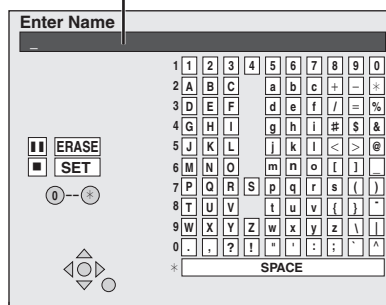 Enter Name
_
1 1 2 3 4 5 6 7 8 9 0
2 A B C a b c + − *
3 D E F d e f / = %
4 G H I g h i # $ &
ERASE 5 J K L j k l < > @
SET 6 M N O m n o [ ] _
0 -- * 7 P Q R S p q r s ( )
8 T U V t u v { } ¯
9 W X Y Z w x y z \ |
0 . , ? ! " ' : ; ` ^
* SPACE